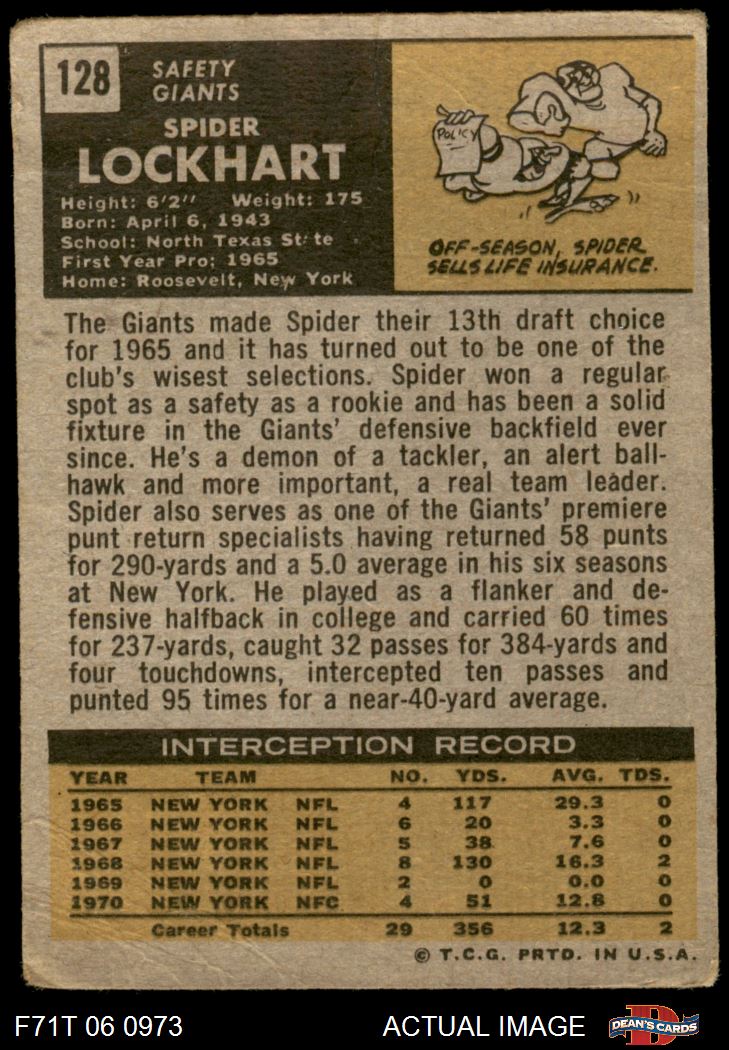 128
SAFETY
GIANTS
SPIDER
LOCKHART
Height: 6'2" Weight: 175
Born: April 6, 1943
School: North Texas State
First Year Pro: 1965
Home: Roosevelt, New York
POLICY
OFF-SEASON, SPIDER
SELLS LIFE INSURANCE.
The Giants made Spider their 13th draft choice
for 1965 and it has turned out to be one of the
club's wisest selections. Spider won a regular
spot as a safety as a rookie and has been a solid
fixture in the Giants' defensive backfield ever
since. He's a demon of a tackler, an alert ball-
hawk and more important, a real team leader.
Spider also serves as one of the Giants' premiere
punt return specialists having returned 58 punts
for 290-yards and a 5.0 average in his six seasons
at New York. He played as a flanker and de-
fensive halfback in college and carried 60 times
for 237-yards, caught 32 passes for 384-yards and
four touchdowns, intercepted ten passes and
punted 95 times for a near-40-yard average.
INTERCEPTION RECORD
YEAR TEAM NO. YDS. AVG. TDS.
1965 NEW YORK NFL 4 117 29.3 0
1966 NEW YORK NFL 6 20 3.3 0
1967 NEW YORK NFL 5 38 7.6 0
1968 NEW YORK NFL 8 130 16.3 2
1969 NEW YORK NFL 2 0 0.0 0
1970 NEW YORK NFC 4 51 12.8 0
Career Totals 29 356 12.3 2
© T.C.G. PRTD. IN U.S.A.
F71T 06 0973 ACTUAL IMAGE DEAN'S CARDS